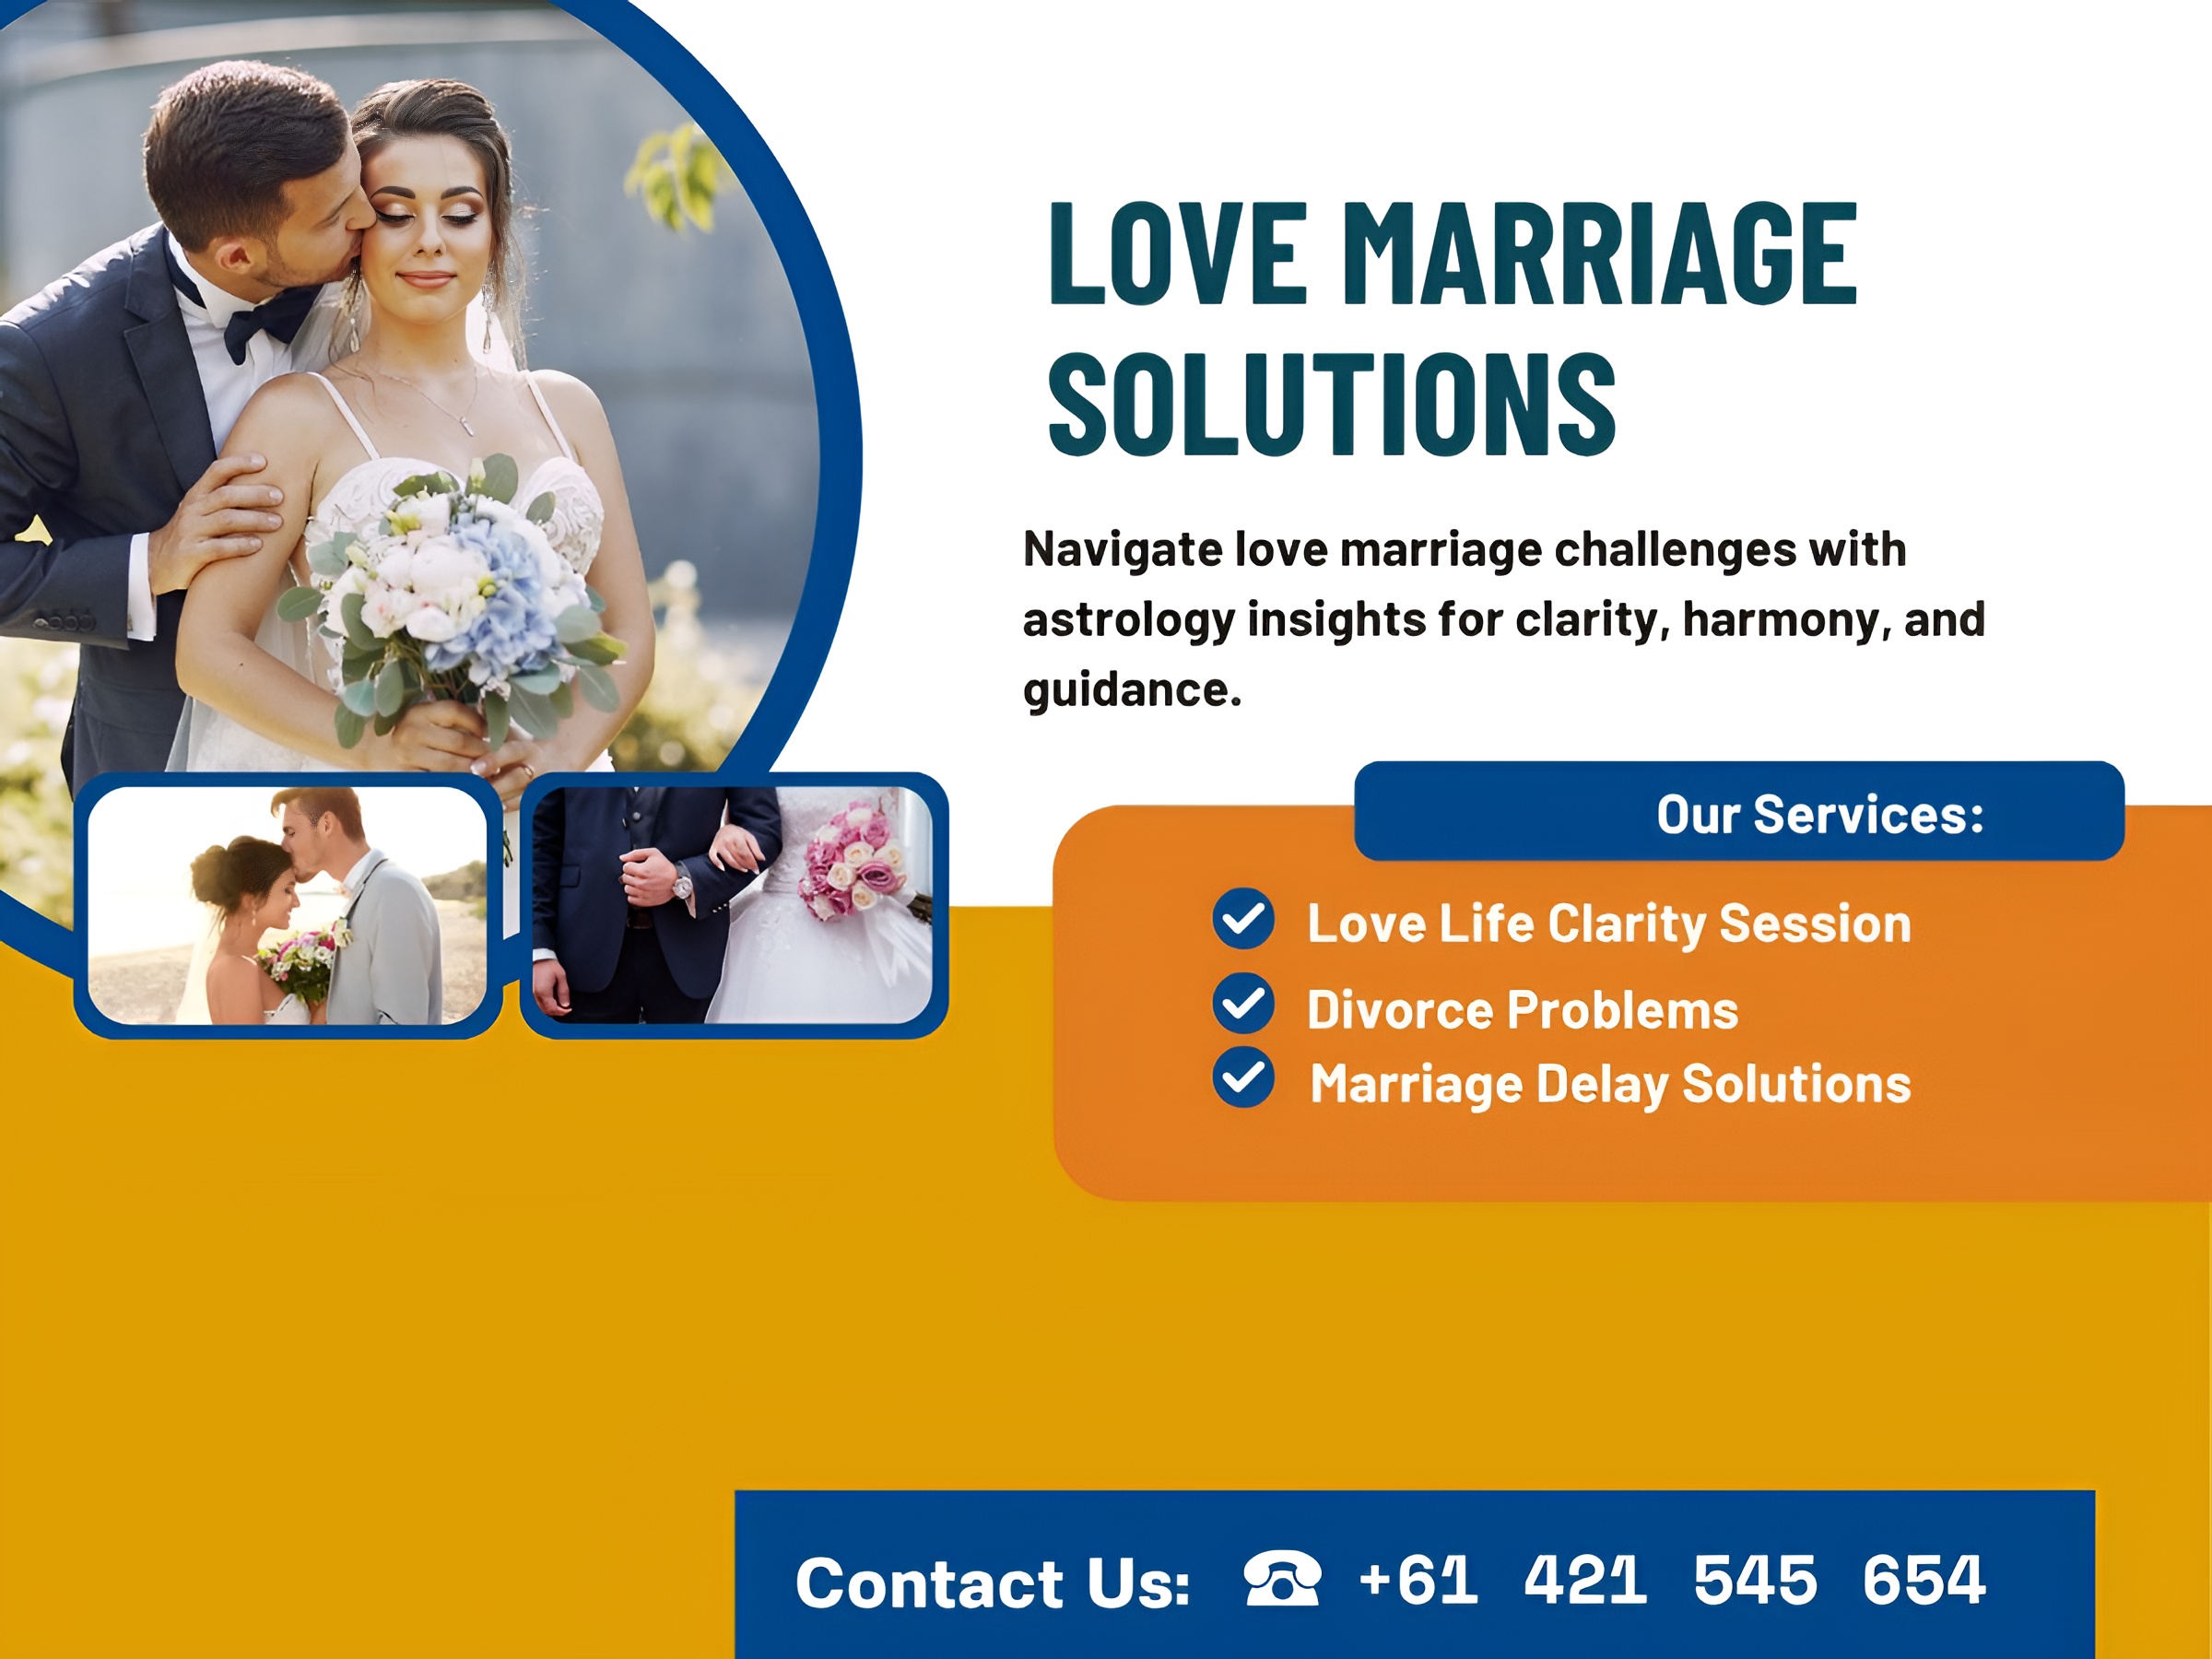 LOVE MARRIAGE
SOLUTIONS
Navigate love marriage challenges with
astrology insights for clarity, harmony, and
guidance.
Our Services:
Love Life Clarity Session
Divorce Problems
Marriage Delay Solutions
Contact Us: ☎ +61 421 545 654